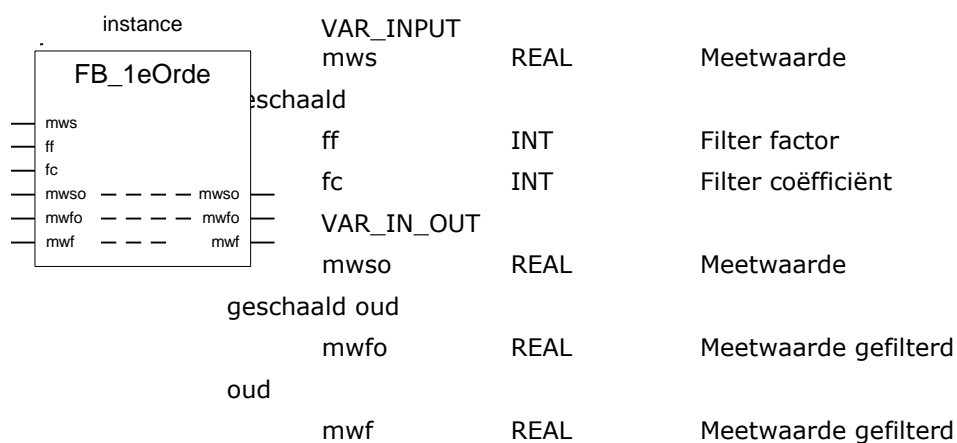 instance
FB_1eOrde
mws
ff
fc
mwso mwso
mwfo mwfo
mwf mwf
VAR_INPUT
mws REAL Meetwaarde
eschaald
ff INT Filter factor
fc INT Filter coëfficiënt
VAR_IN_OUT
mwso REAL Meetwaarde
geschaald oud
mwfo REAL Meetwaarde gefilterd
oud
mwf REAL Meetwaarde gefilterd